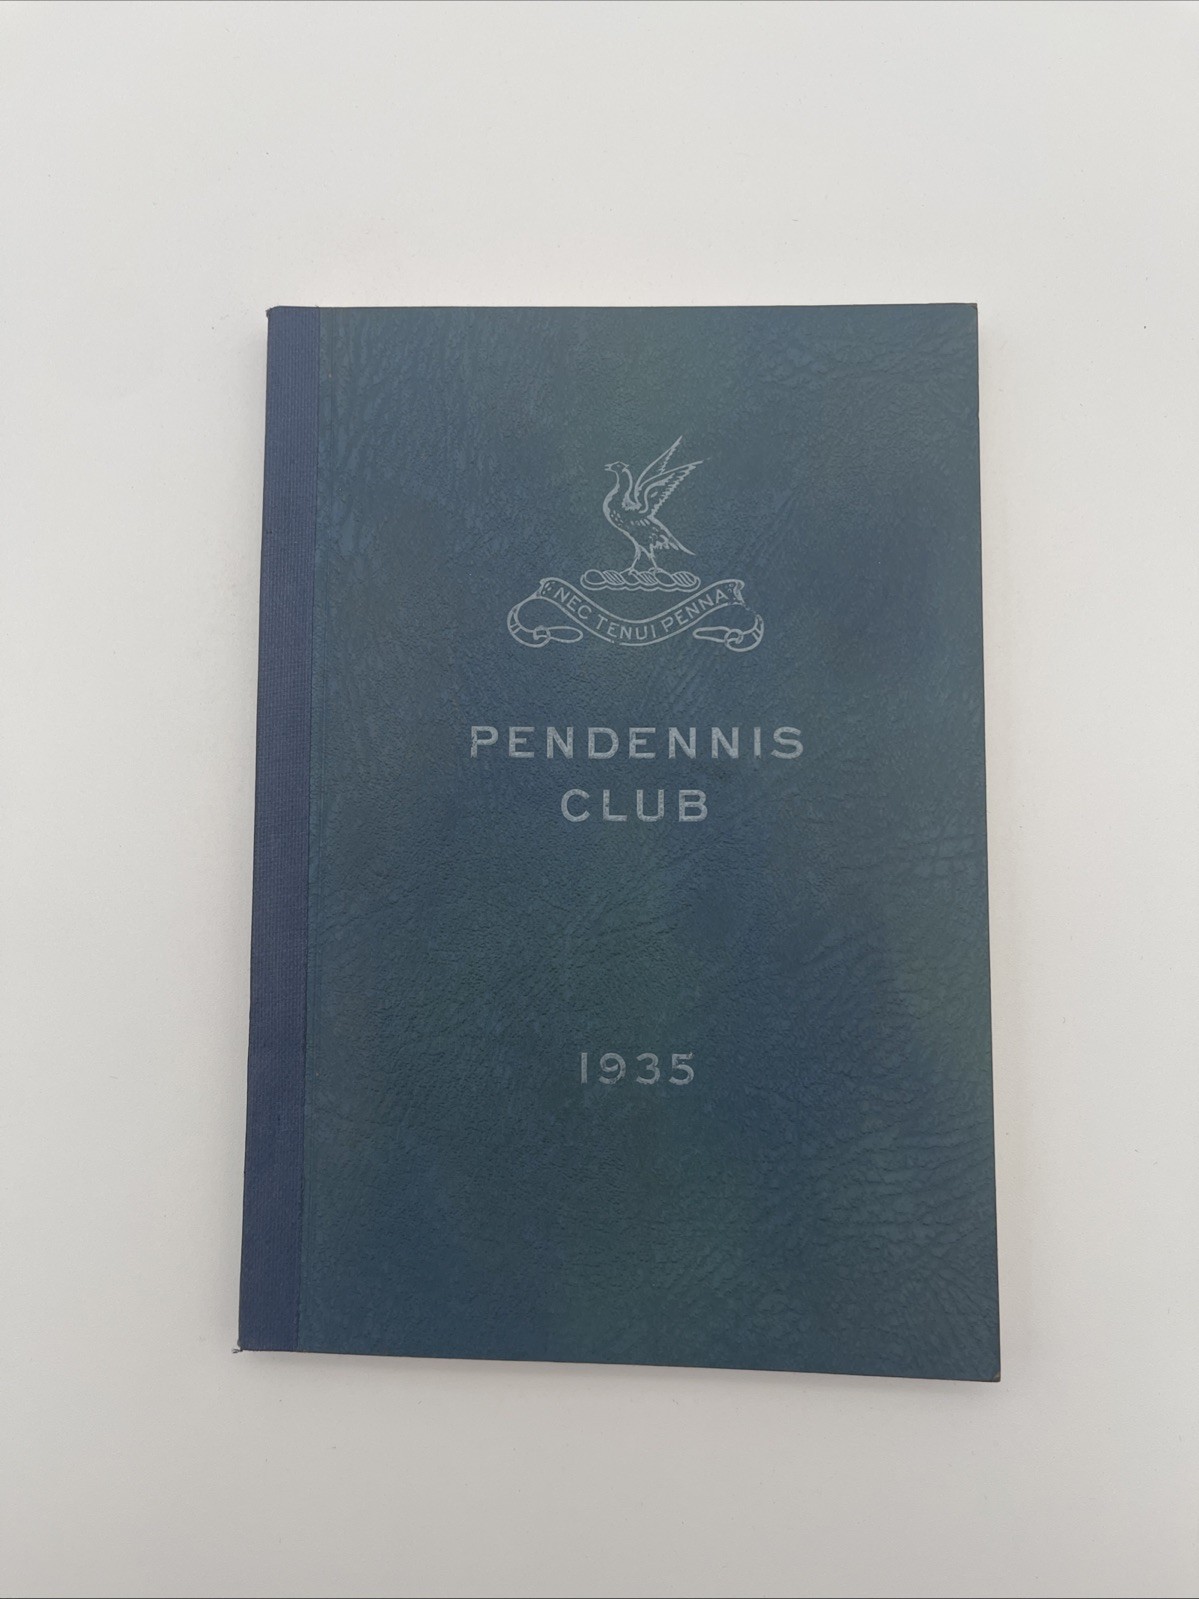 NEC TENUI PENNA
PENDENNIS
CLUB
1935